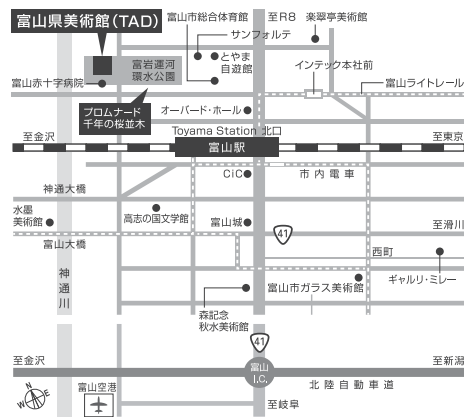 富山県美術館(TAD)
富山市総合体育館
至R8
楽翠亭美術館
サンフォルテ
富岩運河
環水公園
とやま
自遊館
インテック本社前
富山赤十字病院
富山ライトレール
プロムナード
千年の桜並木
オーバード・ホール
至金沢
Toyama Station 北口
富山駅
至東京
CiC
市内電車
神通大橋
水墨
美術館
高志の国文学館
富山城
41
至滑川
富山大橋
西町
ギャルリ・ミレー
神通川
富山市ガラス美術館
森記念
秋水美術館
41
至金沢
富山
I.C.
至新潟
北陸自動車道
富山空港
至岐阜
N
S
W
E